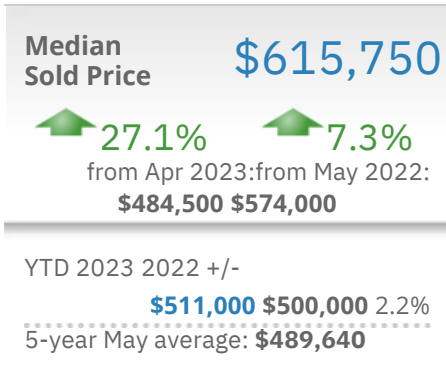 Median
Sold Price
$615,750
27.1% 7.3%
from Apr 2023:from May 2022:
$484,500 $574,000
YTD 2023 2022 +/-
$511,000 $500,000 2.2%
5-year May average: $489,640